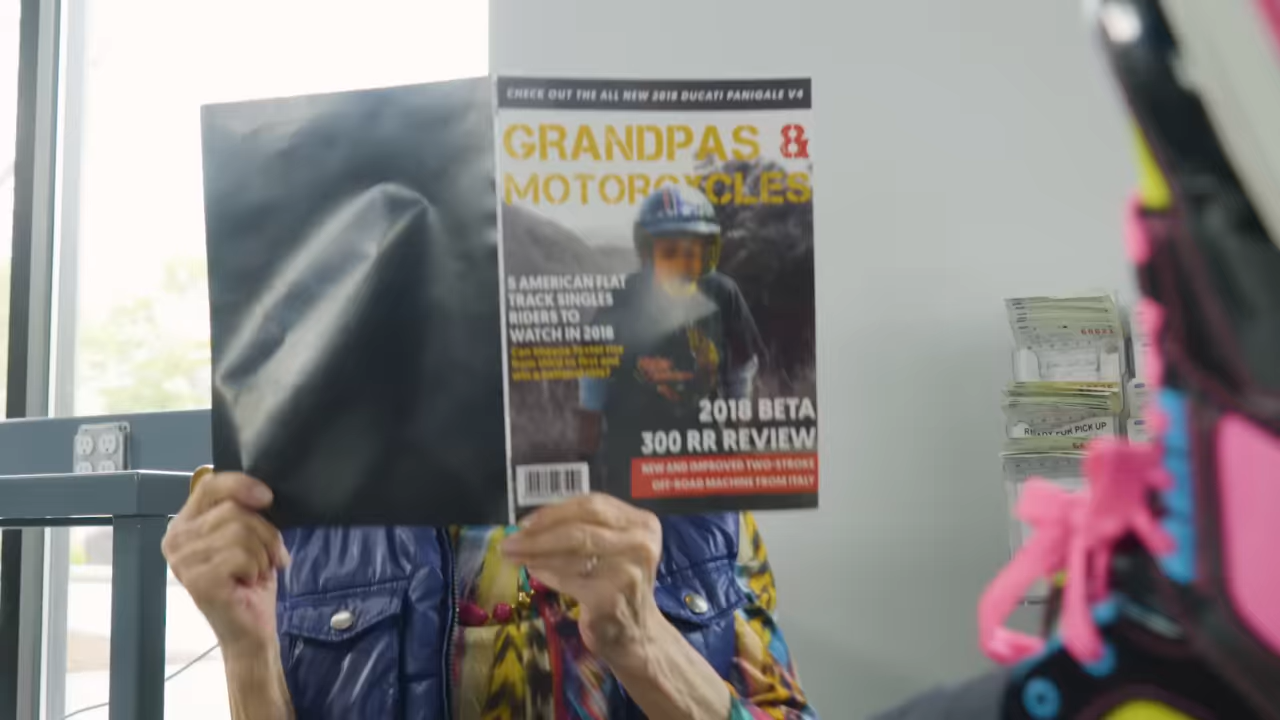 CHECK OUT THE ALL NEW 2018 DUCATI PANIGALE V4
GRANDPAS &
MOTORCYCLES
5 AMERICAN FLAT
TRACK SINGLES
RIDERS TO
WATCH IN 2018
2018 BETA
300 RR REVIEW
NEW AND IMPROVED TWO-STROKE
OFF-ROAD MACHINE FROM ITALY
READY FOR PICK UP